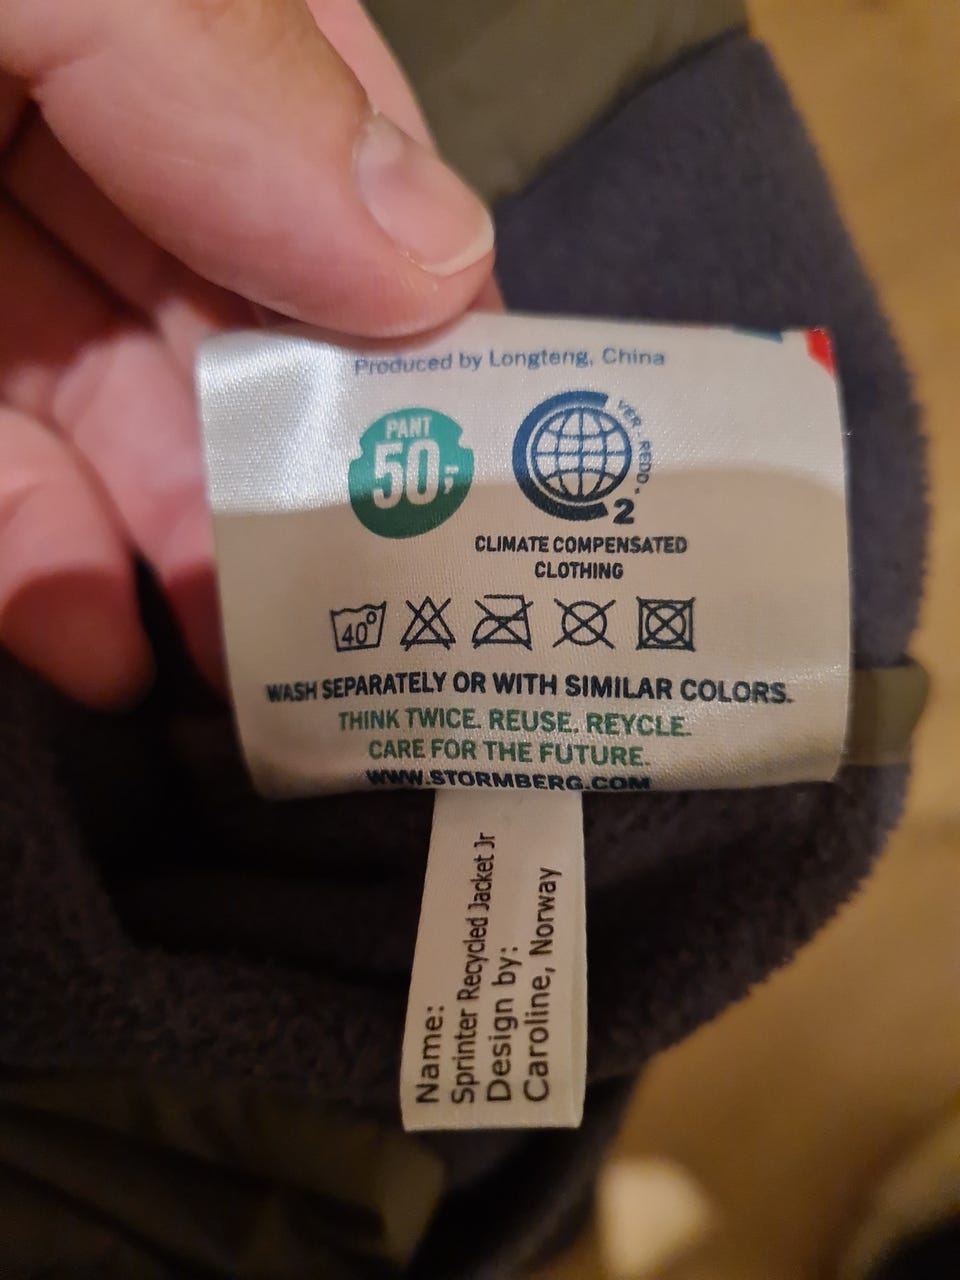 Produced by Longteng, China
PANT
50,-
VER. REDD.
2
CLIMATE COMPENSATED
CLOTHING
40°
WASH SEPARATELY OR WITH SIMILAR COLORS.
THINK TWICE. REUSE. REYCLE.
CARE FOR THE FUTURE.
WWW.STORMBERG.COM
Name:
Sprinter Recycled Jacket Jr
Design by:
Caroline, Norway